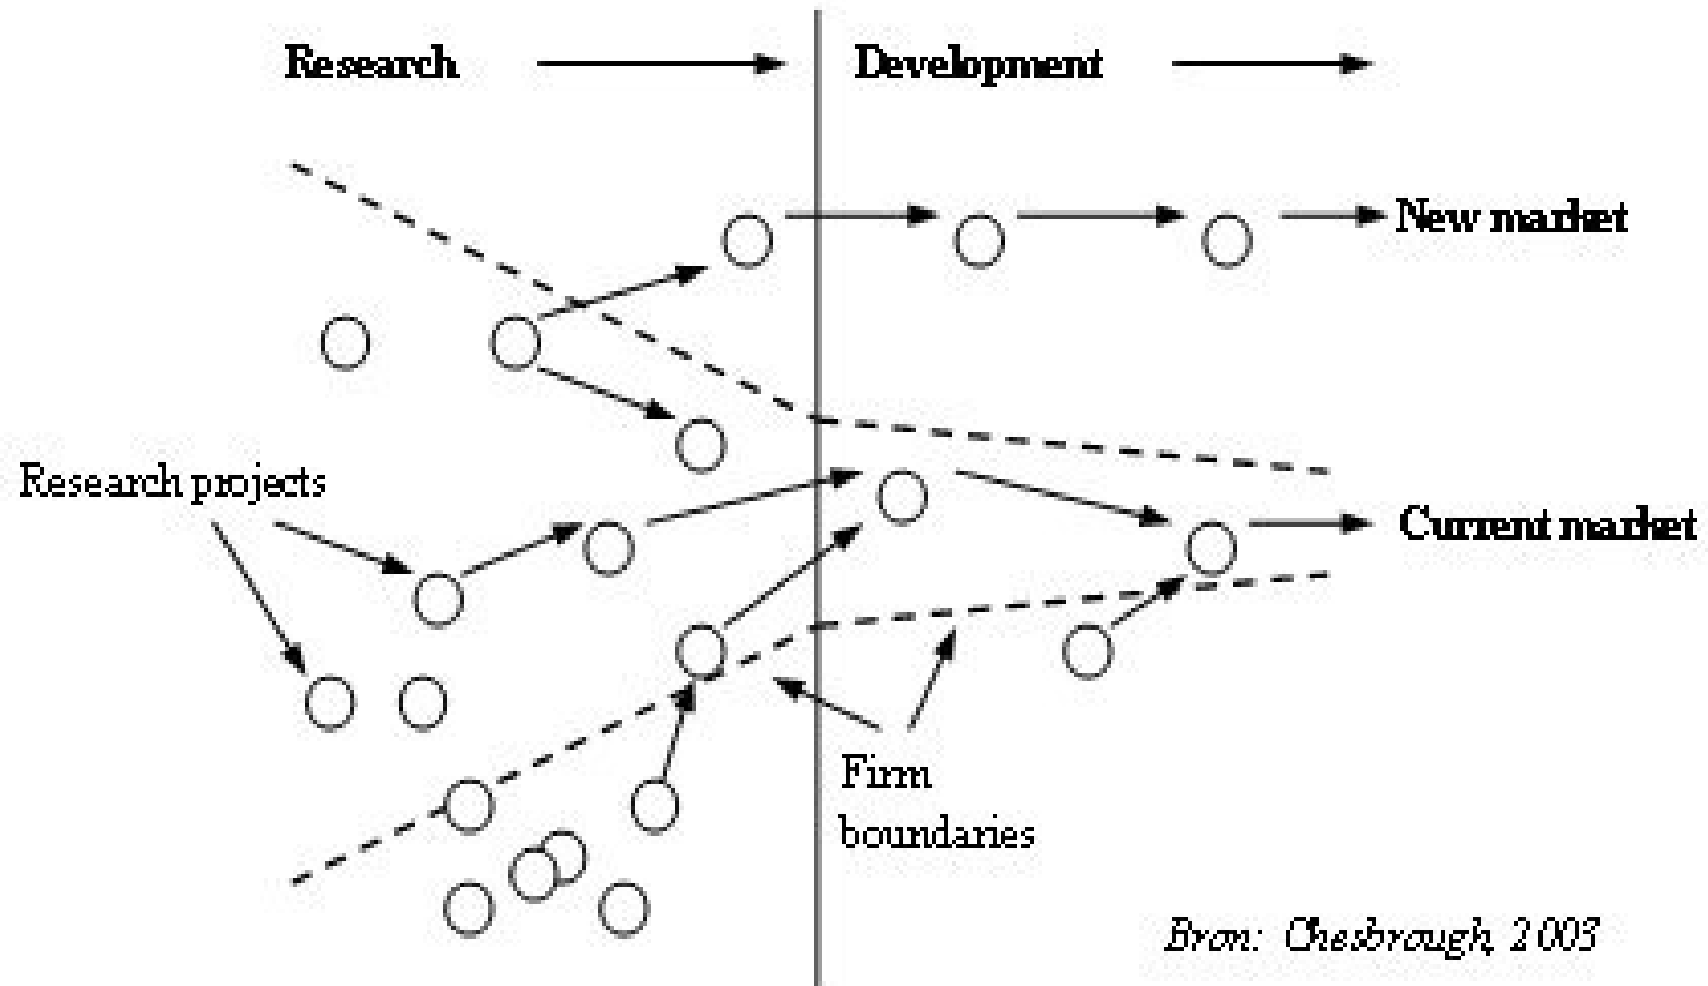 Research
Development
New market
Research projects
Current market
Firm
boundaries
Bron: Chesbrough, 2003